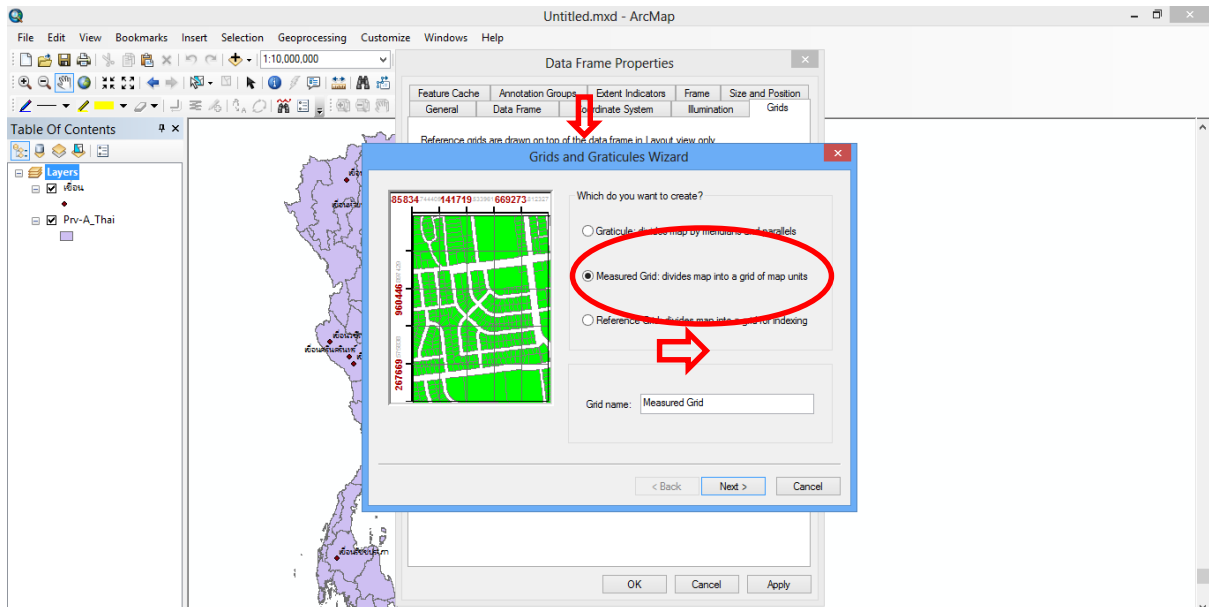 Untitled.mxd - ArcMap
File Edit View Bookmarks Insert Selection Geoprocessing Customize Windows Help
1:10,000,000
Data Frame Properties
Feature Cache Annotation Groups Extent Indicators Frame Size and Position
General Data Frame Coordinate System Illumination Grids
Reference grids are drawn on top of the data frame in Layout view only.
Table Of Contents
Layers
เขื่อน
Prv-A_Thai
Grids and Graticules Wizard
85834 141719 669273
960446
267669
Which do you want to create?
Graticule: divides map by meridians and parallels
Measured Grid: divides map into a grid of map units
Reference Grid: divides map into a grid for indexing
Grid name: Measured Grid
< Back Next > Cancel
OK Cancel Apply